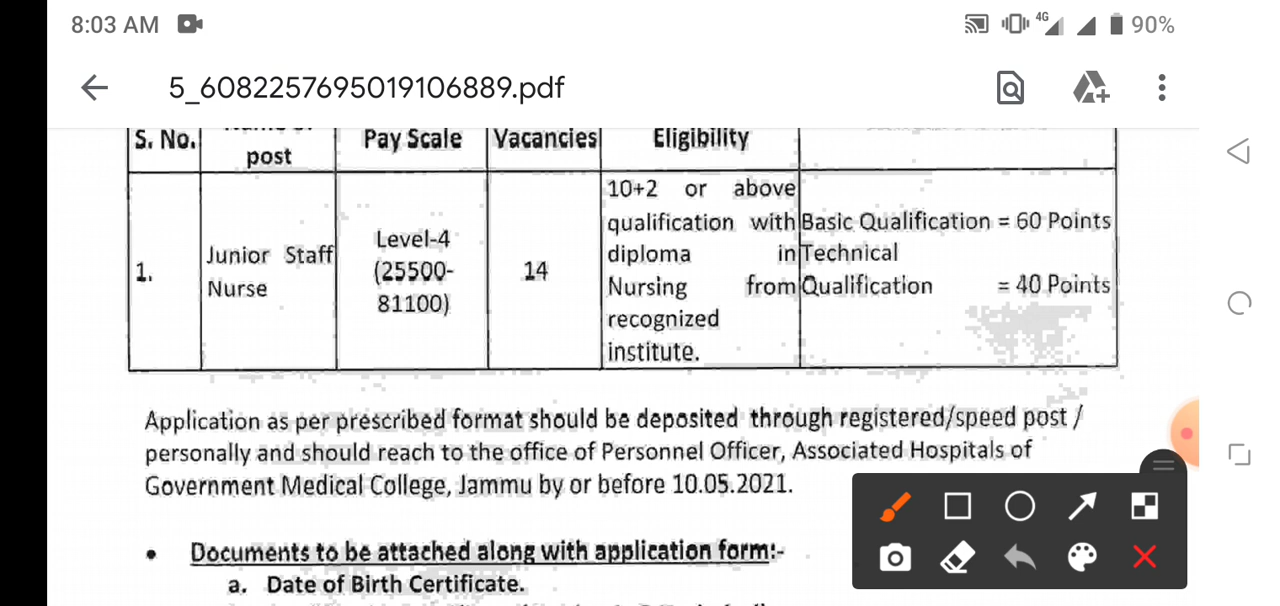 8:03 AM
4G
90%
5_6082257695019106889.pdf
S. No.
post
Pay Scale
Vacancies
Eligibility
1.
Junior Staff
Nurse
Level-4
(25500-
81100)
14
10+2 or above
qualification with
diploma in
Nursing from
recognized
institute.
Basic Qualification = 60 Points
Technical
Qualification = 40 Points
Application as per prescribed format should be deposited through registered/speed post /
personally and should reach to the office of Personnel Officer, Associated Hospitals of
Government Medical College, Jammu by or before 10.05.2021.
• Documents to be attached along with application form:-
a. Date of Birth Certificate.